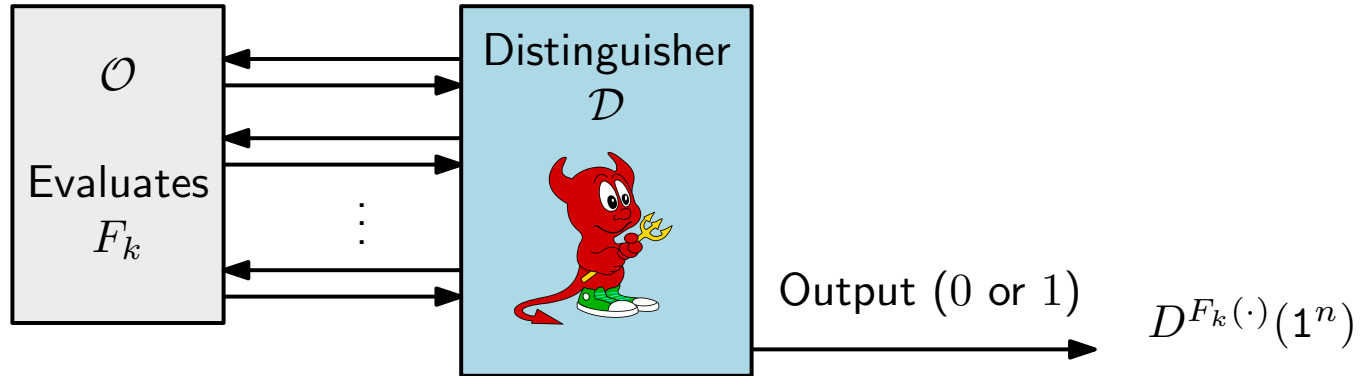 𝒪
Evaluates
F_k
⋮
Distinguisher
𝒟
Output (0 or 1)
D^{F_k(·)}(1^n)